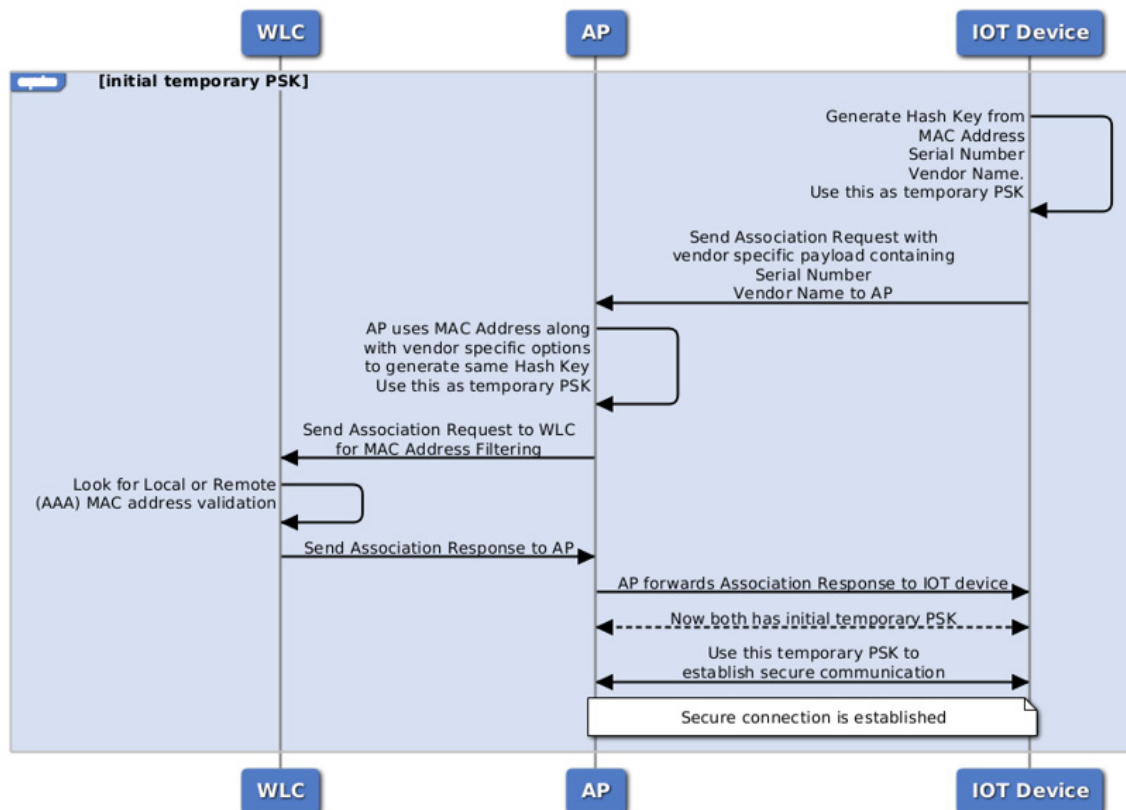 WLC
AP
IOT Device
[initial temporary PSK]
Generate Hash Key from
MAC Address
Serial Number
Vendor Name.
Use this as temporary PSK
Send Association Request with
vendor specific payload containing
Serial Number
Vendor Name to AP
AP uses MAC Address along
with vendor specific options
to generate same Hash Key
Use this as temporary PSK
Send Association Request to WLC
for MAC Address Filtering
Look for Local or Remote
(AAA) MAC address validation
Send Association Response to AP
AP forwards Association Response to IOT device
Now both has initial temporary PSK
Use this temporary PSK to
establish secure communication
Secure connection is established
WLC
AP
IOT Device